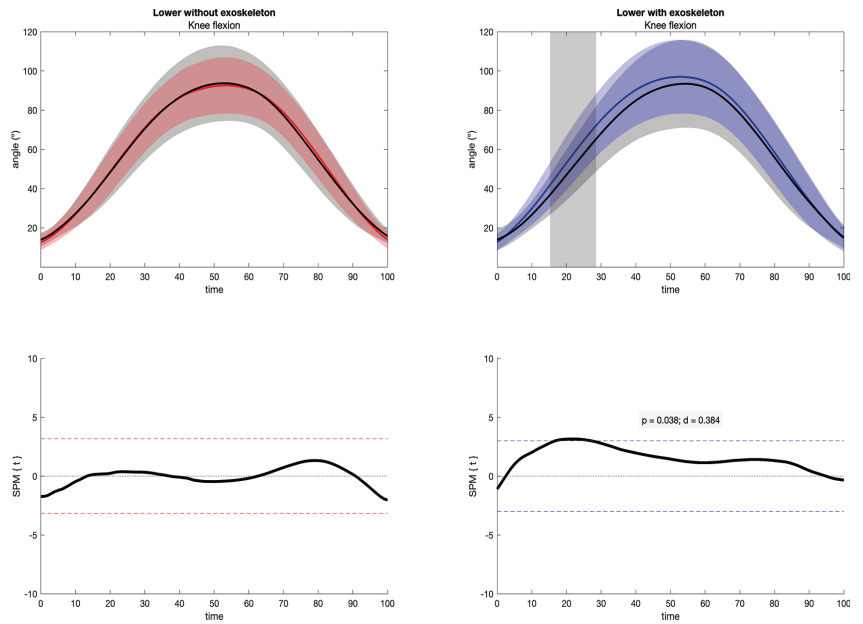 Lower without exoskeleton
Knee flexion
120
100
80
60
40
20
angle (°)
0 10 20 30 40 50 60 70 80 90 100
time
Lower with exoskeleton
Knee flexion
120
100
80
60
40
20
angle (°)
0 10 20 30 40 50 60 70 80 90 100
time
10
5
0
-5
-10
SPM { t }
0 10 20 30 40 50 60 70 80 90 100
time
10
5
0
-5
-10
SPM { t }
p = 0.038; d = 0.384
0 10 20 30 40 50 60 70 80 90 100
time